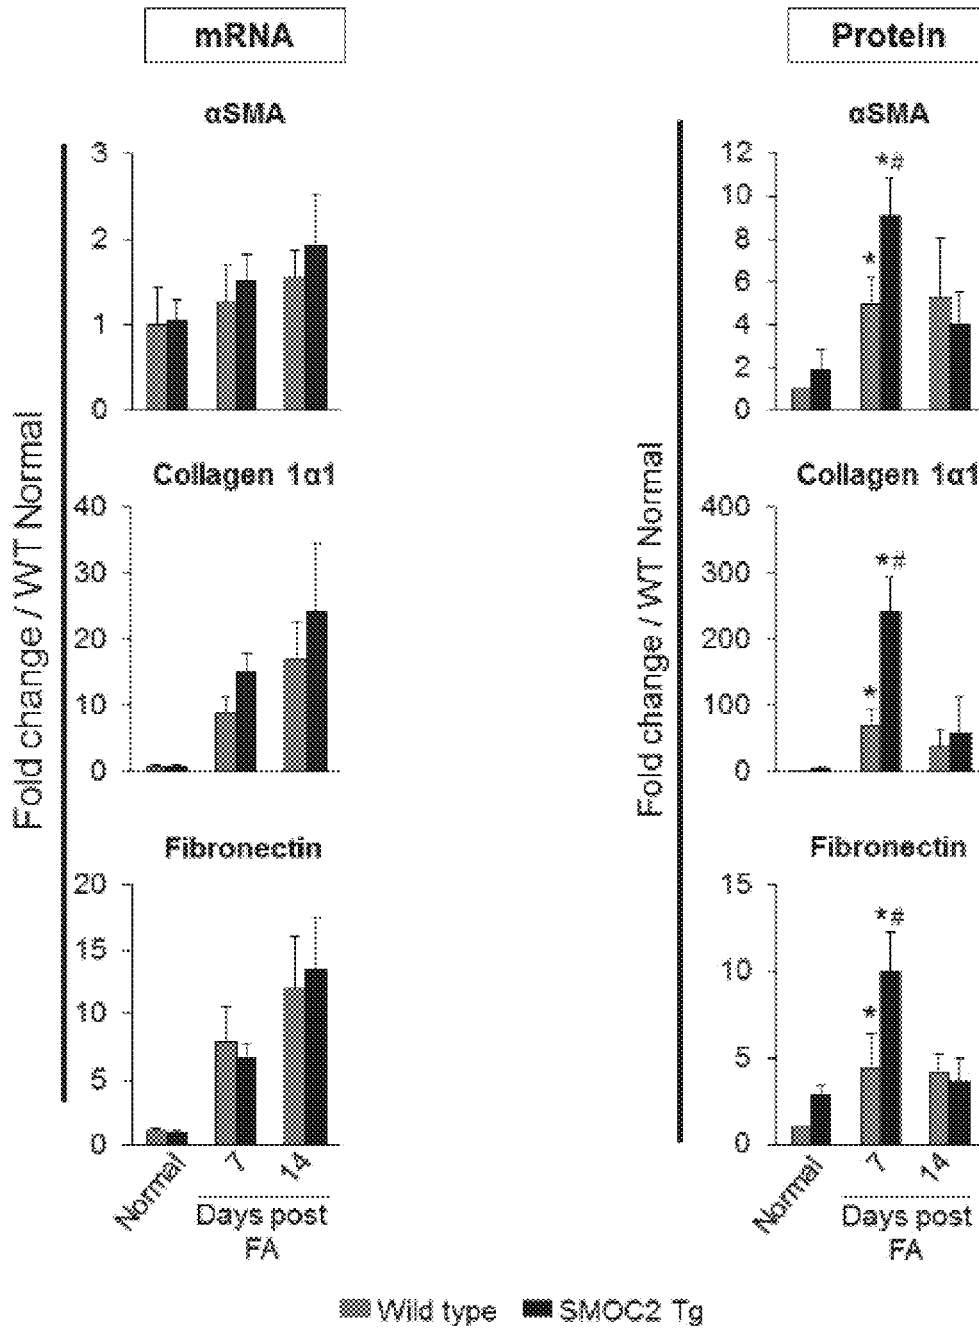 mRNA
Protein
αSMA
3
2
1
0
Collagen 1α1
40
30
20
10
0
Fibronectin
20
15
10
5
0
Fold change / WT Normal
Normal
7
14
Days post
FA
αSMA
12
10
8
6
4
2
0
*
*#
Collagen 1α1
400
300
200
100
0
*
*#
Fibronectin
15
10
5
0
*
*#
Fold change / WT Normal
Normal
7
14
Days post
FA
Wild type
SMOC2 Tg